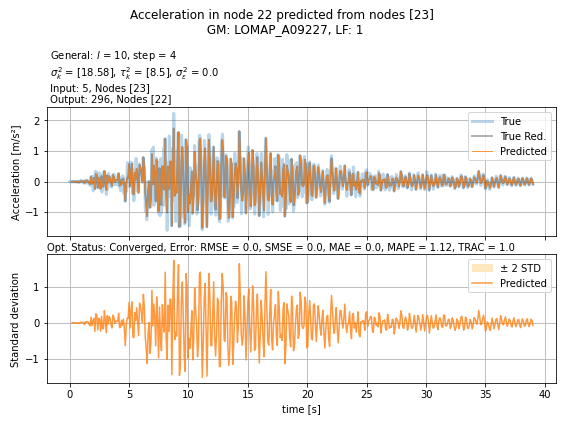 Acceleration in node 22 predicted from nodes [23]
GM: LOMAP_A09227, LF: 1
General: l = 10, step = 4
σ²ₖ = [18.58], τ²ₖ = [8.5], σ²ε = 0.0
Input: 5, Nodes [23]
Output: 296, Nodes [22]
Acceleration [m/s²]
2
1
0
−1
True
True Red.
Predicted
Opt. Status: Converged, Error: RMSE = 0.0, SMSE = 0.0, MAE = 0.0, MAPE = 1.12, TRAC = 1.0
Standard deviation
1
0
−1
± 2 STD
Predicted
0 5 10 15 20 25 30 35 40
time [s]